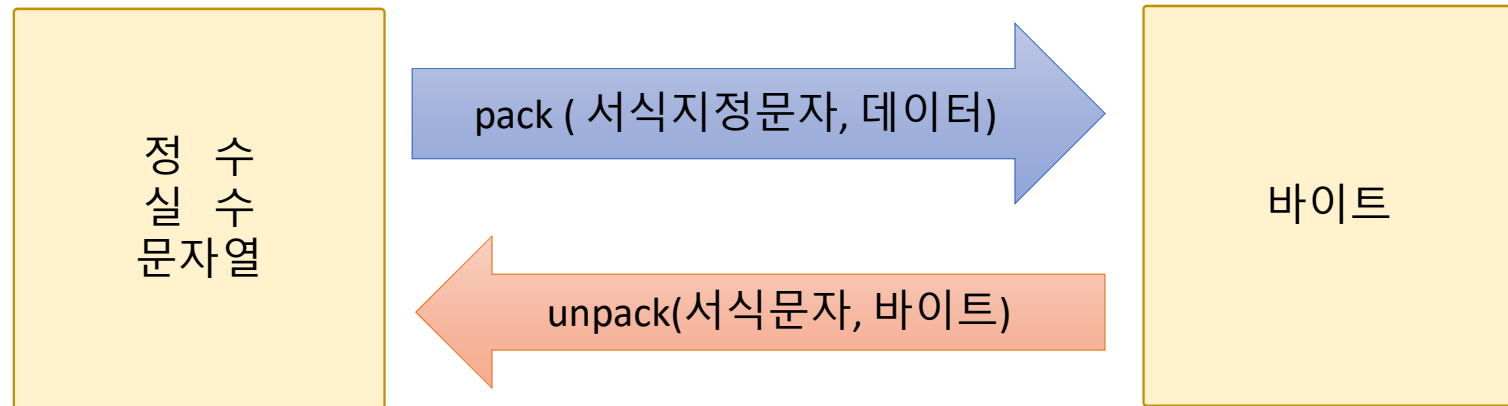 정 수
실 수
문자열
pack ( 서식지정문자, 데이터)
unpack(서식문자, 바이트)
바이트